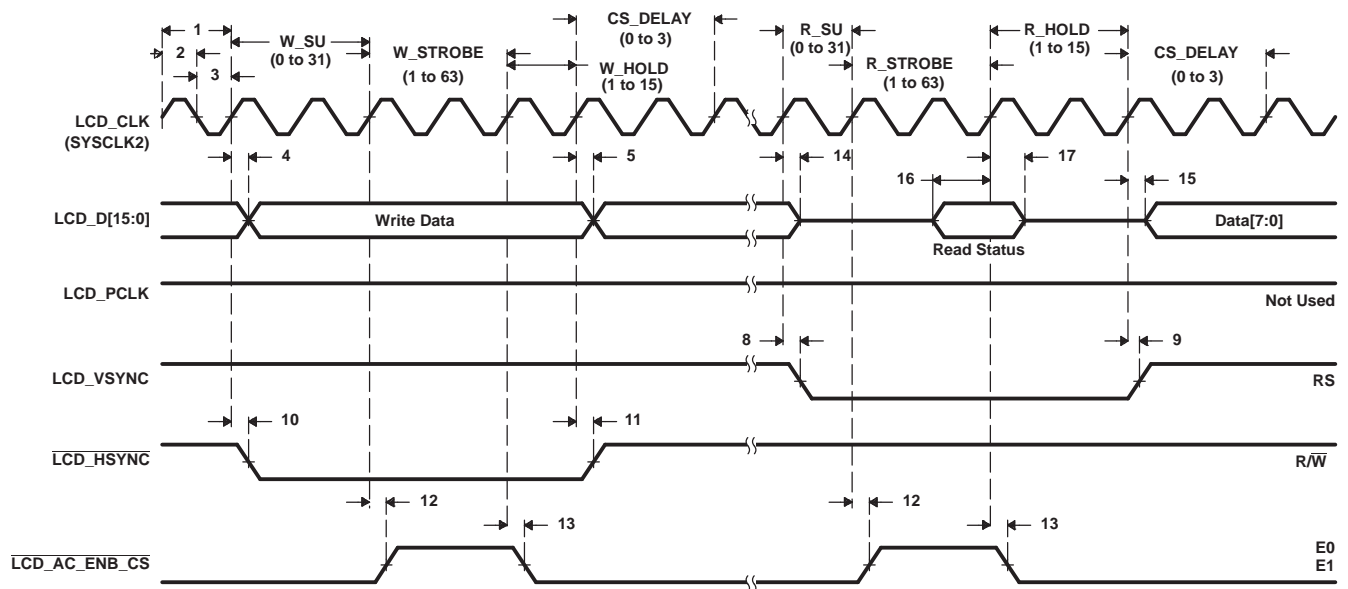 1
CS_DELAY
(0 to 3)
R_SU
(0 to 31)
R_HOLD
(1 to 15)
2
W_SU
(0 to 31)
W_STROBE
(1 to 63)
CS_DELAY
(0 to 3)
3
W_HOLD
(1 to 15)
R_STROBE
(1 to 63)
LCD_CLK
(SYSCLK2)
4
5
14
17
16
15
LCD_D[15:0]
Write Data
Data[7:0]
Read Status
LCD_PCLK
Not Used
8
9
LCD_VSYNC
RS
10
11
LCD_HSYNC
R/W
12
12
13
13
LCD_AC_ENB_CS
E0
E1